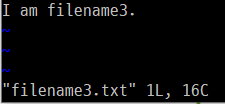 I am filename3.
~
~
~
"filename3.txt" 1L, 16C